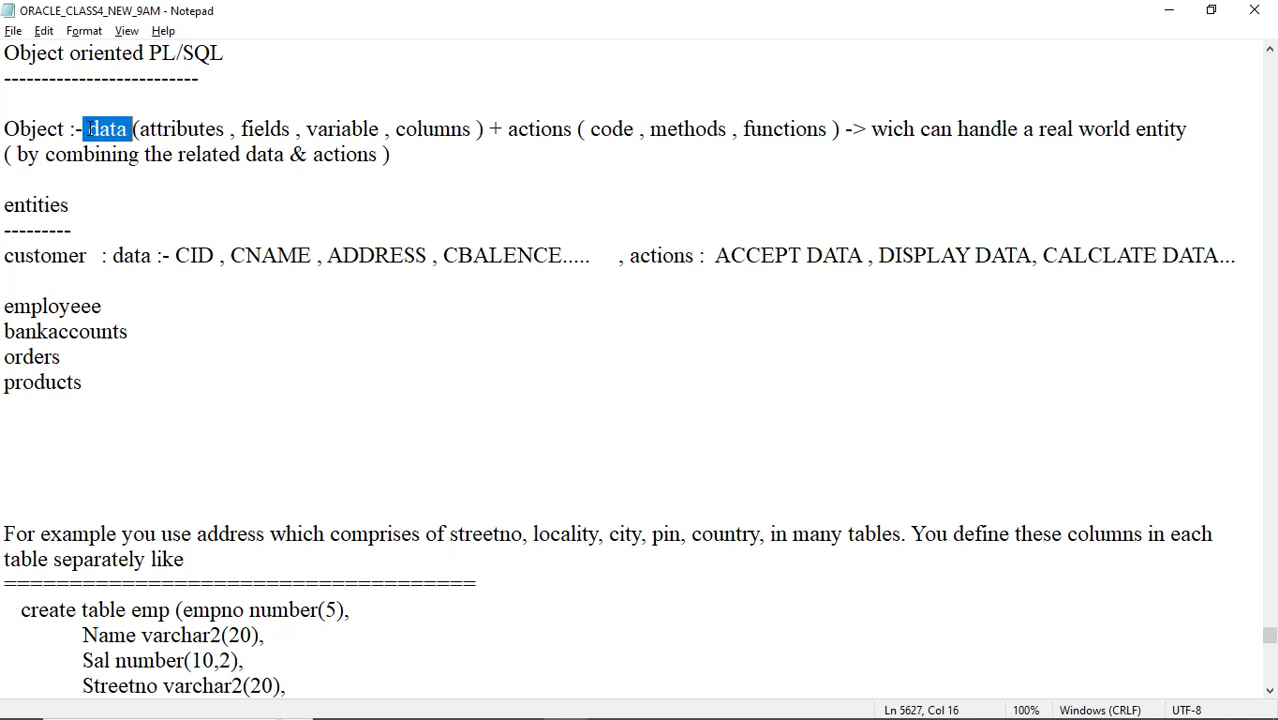 ORACLE_CLASS4_NEW_9AM - Notepad
File Edit Format View Help
Object oriented PL/SQL
--------------------------
Object :- data (attributes , fields , variable , columns ) + actions ( code , methods , functions ) -> wich can handle a real world entity
( by combining the related data & actions )
entities
---------
customer : data :- CID , CNAME , ADDRESS , CBALENCE..... , actions : ACCEPT DATA , DISPLAY DATA, CALCLATE DATA...
employeee
bankaccounts
orders
products
For example you use address which comprises of streetno, locality, city, pin, country, in many tables. You define these columns in each
table separately like
====================================
create table emp (empno number(5),
Name varchar2(20),
Sal number(10,2),
Streetno varchar2(20),
Ln 5627, Col 16 100% Windows (CRLF) UTF-8